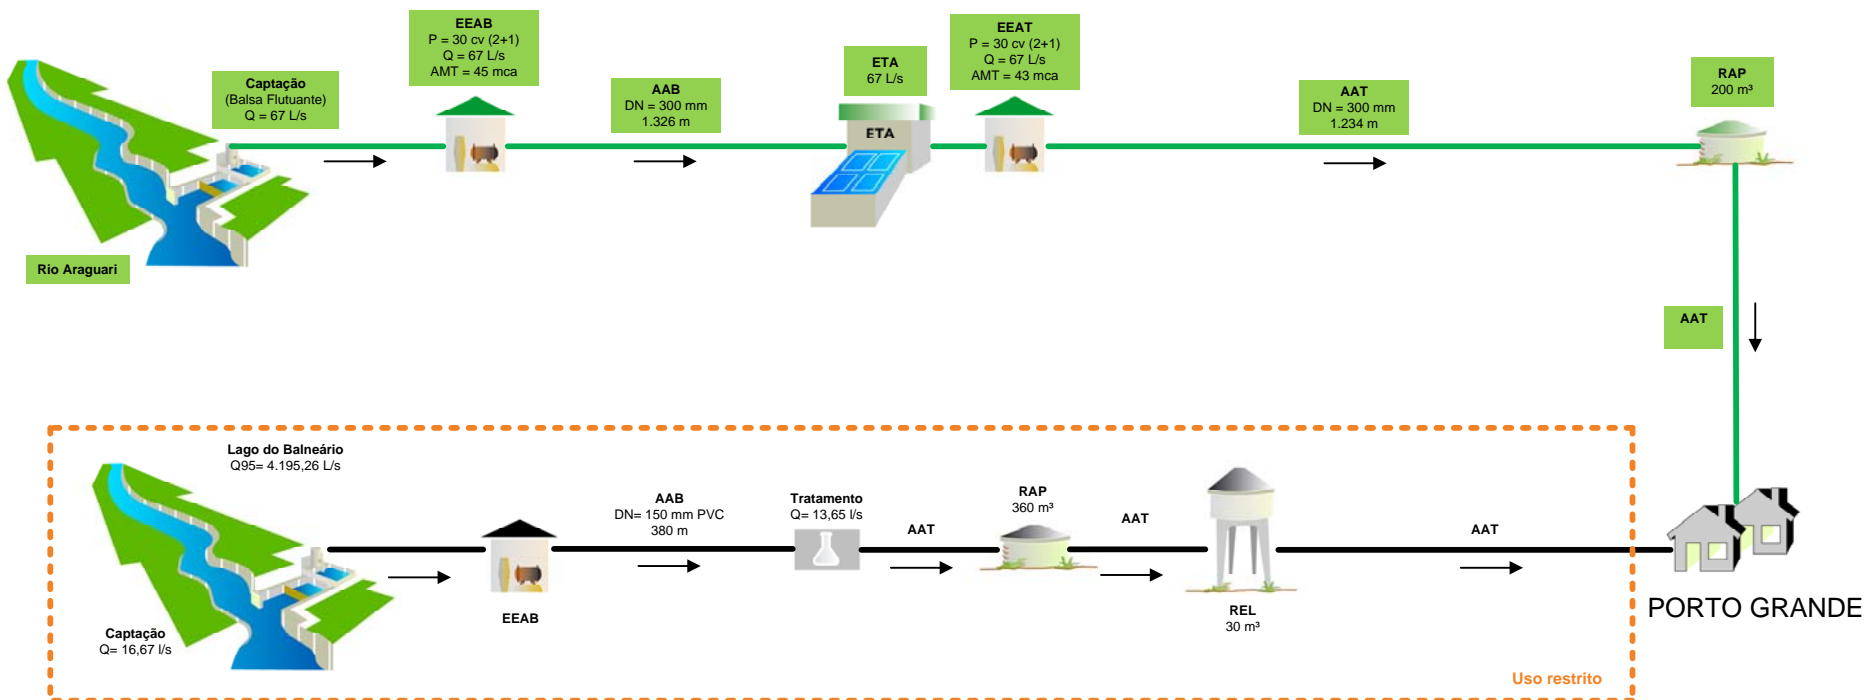 EEAB
P = 30 cv (2+1)
Q = 67 L/s
AMT = 45 mca
EEAT
P = 30 cv (2+1)
Q = 67 L/s
AMT = 43 mca
Captação
(Balsa Flutuante)
Q = 67 L/s
AAB
DN = 300 mm
1.326 m
ETA
67 L/s
AAT
DN = 300 mm
1.234 m
RAP
200 m³
ETA
Rio Araguari
AAT
Lago do Balneário
Q95= 4.195,26 L/s
AAB
DN= 150 mm PVC
380 m
Tratamento
Q= 13,65 l/s
AAT
RAP
360 m³
AAT
AAT
Captação
Q= 16,67 l/s
EEAB
REL
30 m³
PORTO GRANDE
Uso restrito